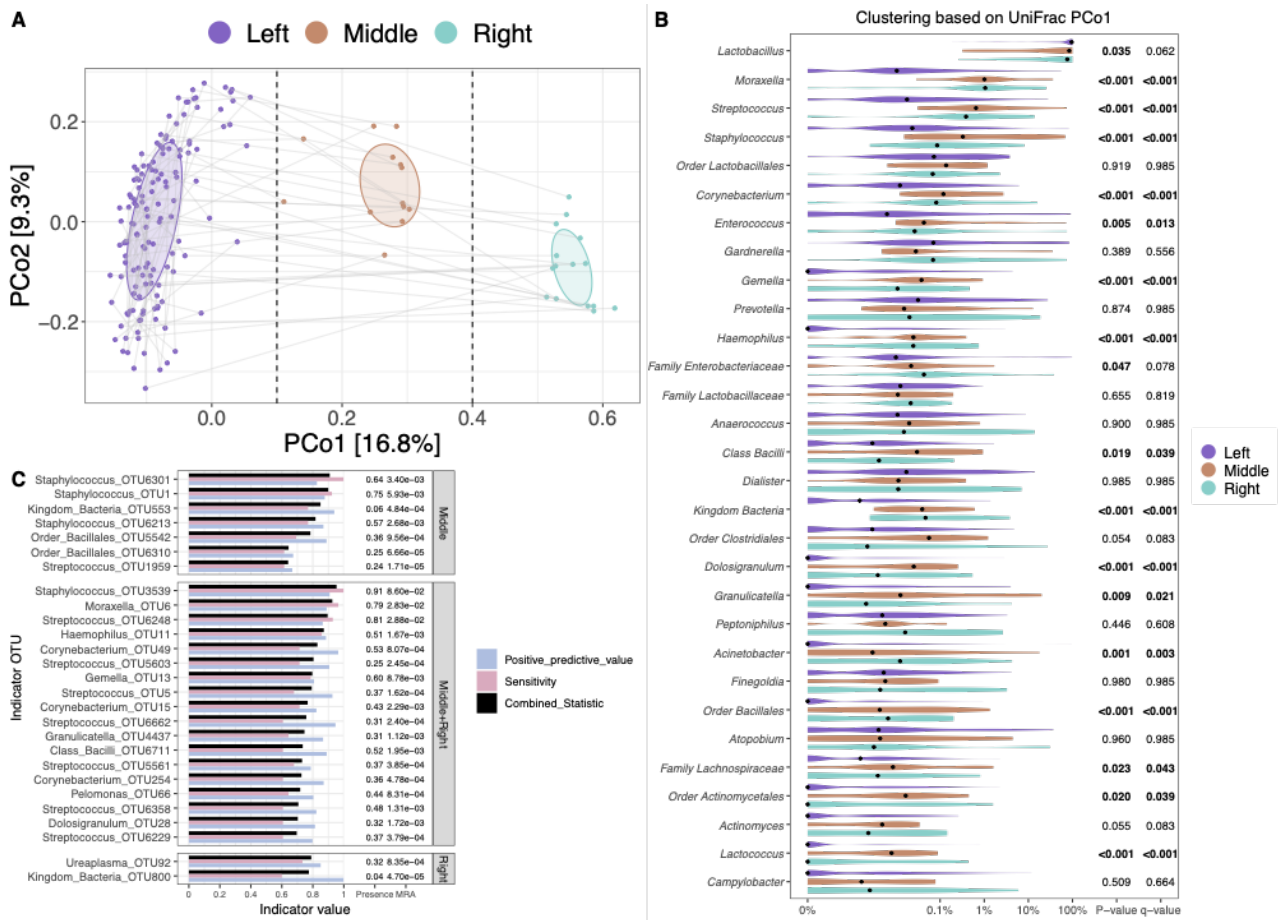 A
Left Middle Right
PCo2 [9.3%]
0.2
0.0
−0.2
0.0 0.2 0.4 0.6
PCo1 [16.8%]
C
Indicator OTU
Staphylococcus_OTU6301 0.64 3.40e−03
Staphylococcus_OTU1 0.75 5.93e−03
Kingdom_Bacteria_OTU553 0.06 4.84e−04
Staphylococcus_OTU6213 0.57 2.68e−03
Order_Bacillales_OTU5542 0.36 9.56e−04
Order_Bacillales_OTU6310 0.25 6.66e−05
Streptococcus_OTU1959 0.24 1.71e−05
Middle
Staphylococcus_OTU3539 0.91 8.60e−02
Moraxella_OTU6 0.79 2.83e−02
Streptococcus_OTU6248 0.81 2.88e−02
Haemophilus_OTU11 0.51 1.67e−03
Corynebacterium_OTU49 0.53 8.07e−04
Streptococcus_OTU5603 0.25 2.45e−04
Gemella_OTU13 0.60 8.78e−03
Streptococcus_OTU5 0.37 1.62e−04
Corynebacterium_OTU15 0.43 2.29e−03
Streptococcus_OTU6662 0.31 2.40e−04
Granulicatella_OTU4437 0.31 1.12e−03
Class_Bacilli_OTU6711 0.52 1.95e−03
Streptococcus_OTU5561 0.37 3.85e−04
Corynebacterium_OTU254 0.36 4.78e−04
Pelomonas_OTU66 0.44 8.31e−04
Streptococcus_OTU6358 0.48 1.31e−03
Dolosigranulum_OTU28 0.32 1.72e−03
Streptococcus_OTU6229 0.37 3.79e−04
Middle+Right
Ureaplasma_OTU92 0.32 8.35e−04
Kingdom_Bacteria_OTU800 0.04 4.70e−05
Right
0 0.2 0.4 0.6 0.8 1 Presence MRA
Indicator value
Positive_predictive_value
Sensitivity
Combined_Statistic
B
Clustering based on UniFrac PCo1
Lactobacillus 0.035 0.062
Moraxella <0.001 <0.001
Streptococcus <0.001 <0.001
Staphylococcus <0.001 <0.001
Order Lactobacillales 0.919 0.985
Corynebacterium <0.001 <0.001
Enterococcus 0.005 0.013
Gardnerella 0.389 0.556
Gemella <0.001 <0.001
Prevotella 0.874 0.985
Haemophilus <0.001 <0.001
Family Enterobacteriaceae 0.047 0.078
Family Lactobacillaceae 0.655 0.819
Anaerococcus 0.900 0.985
Class Bacilli 0.019 0.039
Dialister 0.985 0.985
Kingdom Bacteria <0.001 <0.001
Order Clostridiales 0.054 0.083
Dolosigranulum <0.001 <0.001
Granulicatella 0.009 0.021
Peptoniphilus 0.446 0.608
Acinetobacter 0.001 0.003
Finegoldia 0.980 0.985
Order Bacillales <0.001 <0.001
Atopobium 0.960 0.985
Family Lachnospiraceae 0.023 0.043
Order Actinomycetales 0.020 0.039
Actinomyces 0.055 0.083
Lactococcus <0.001 <0.001
Campylobacter 0.509 0.664
0% 0.1% 1% 10% 100% P−value q−value
Left
Middle
Right